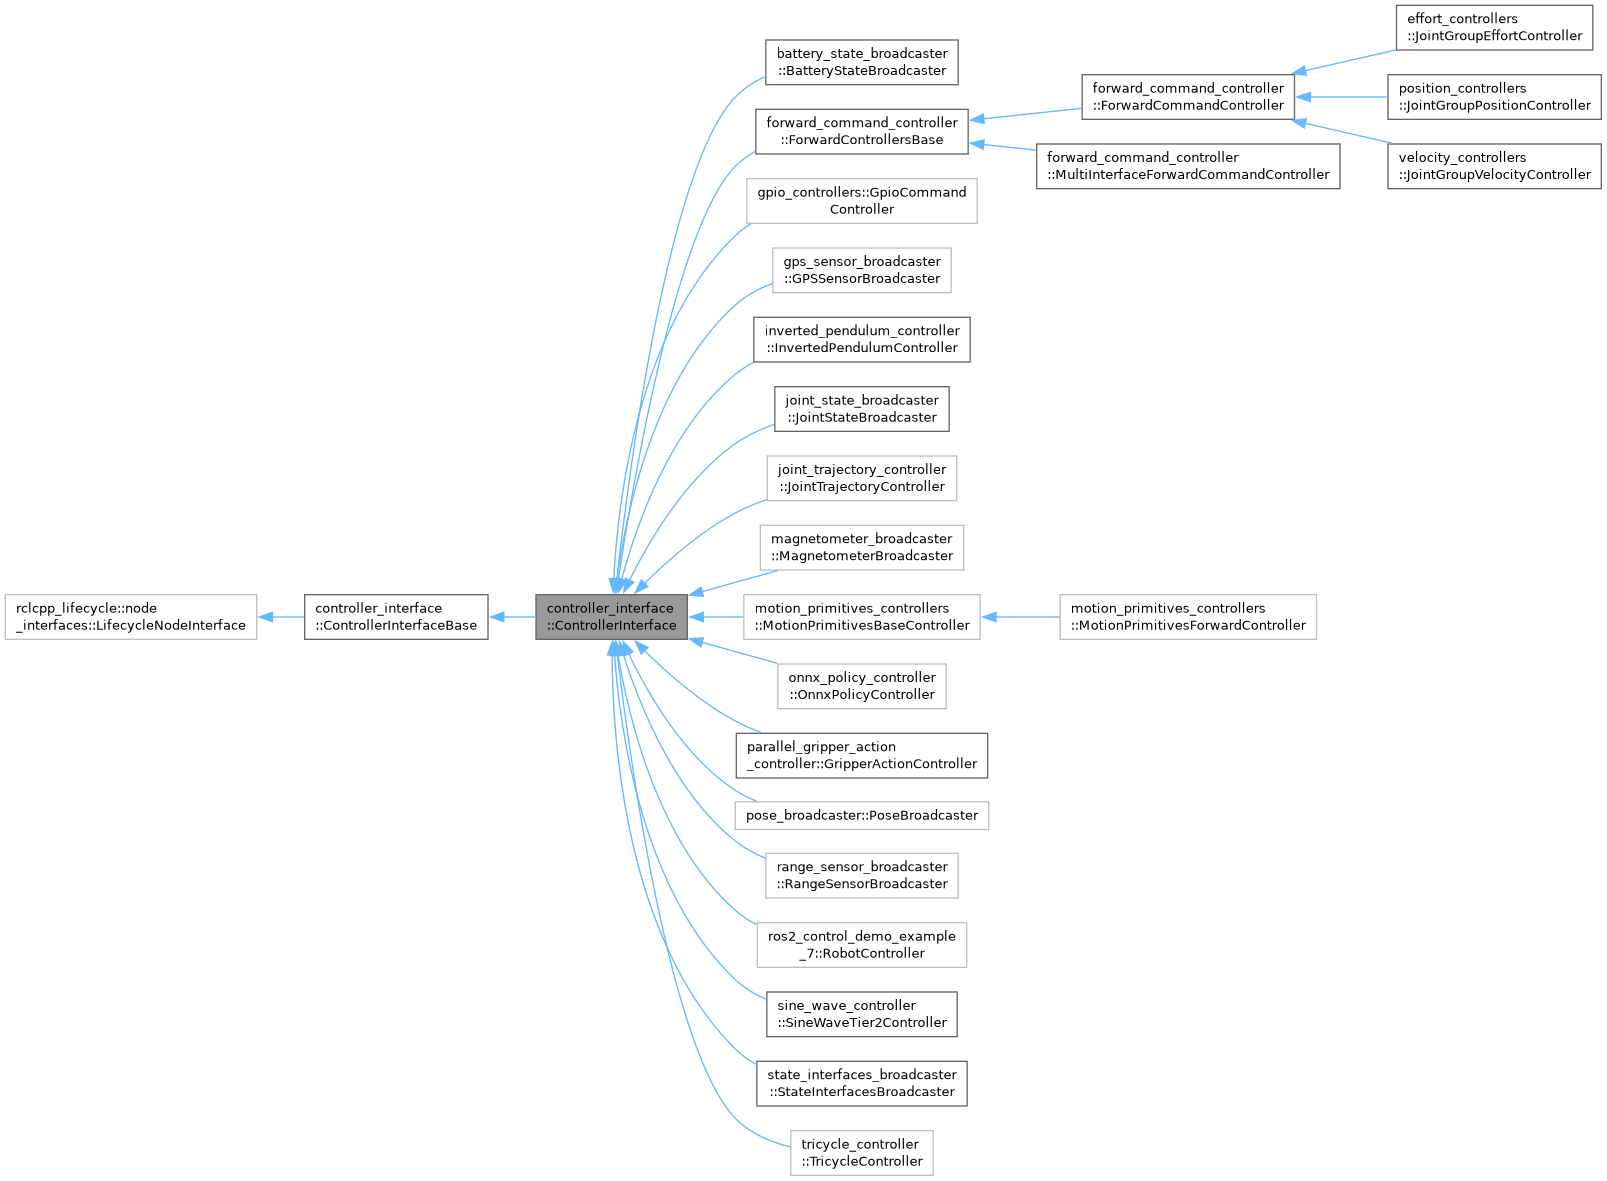 effort_controllers
::JointGroupEffortController
battery_state_broadcaster
::BatteryStateBroadcaster
forward_command_controller
::ForwardCommandController
position_controllers
::JointGroupPositionController
forward_command_controller
::ForwardControllersBase
forward_command_controller
::MultiInterfaceForwardCommandController
velocity_controllers
::JointGroupVelocityController
gpio_controllers::GpioCommand
Controller
gps_sensor_broadcaster
::GPSSensorBroadcaster
inverted_pendulum_controller
::InvertedPendulumController
joint_state_broadcaster
::JointStateBroadcaster
joint_trajectory_controller
::JointTrajectoryController
magnetometer_broadcaster
::MagnetometerBroadcaster
rclcpp_lifecycle::node
_interfaces::LifecycleNodeInterface
controller_interface
::ControllerInterfaceBase
controller_interface
::ControllerInterface
motion_primitives_controllers
::MotionPrimitivesBaseController
motion_primitives_controllers
::MotionPrimitivesForwardController
onnx_policy_controller
::OnnxPolicyController
parallel_gripper_action
_controller::GripperActionController
pose_broadcaster::PoseBroadcaster
range_sensor_broadcaster
::RangeSensorBroadcaster
ros2_control_demo_example
_7::RobotController
sine_wave_controller
::SineWaveTier2Controller
state_interfaces_broadcaster
::StateInterfacesBroadcaster
tricycle_controller
::TricycleController